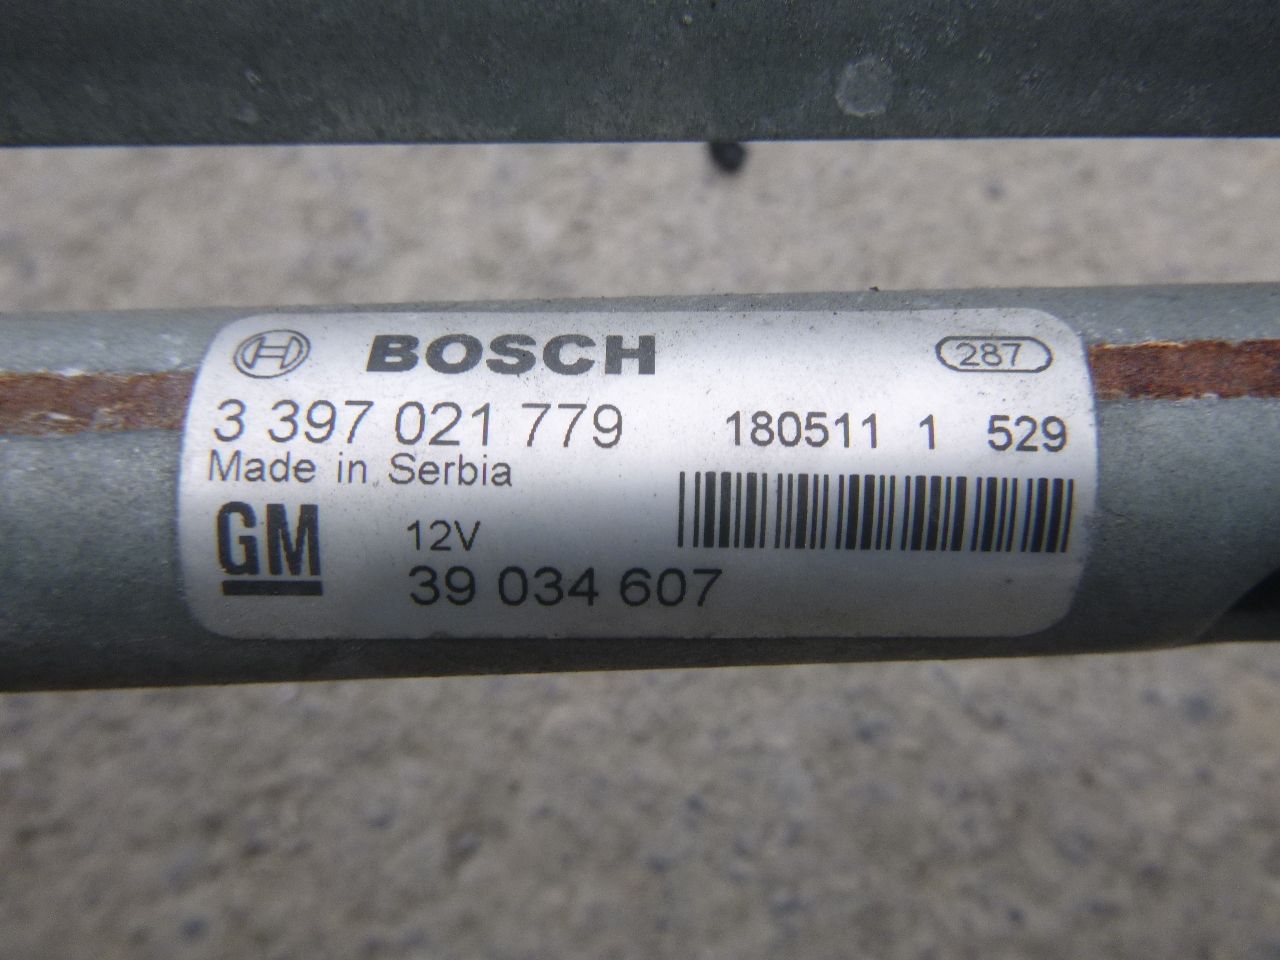 BOSCH 287
3 397 021 779 180511 1 529
Made in Serbia
GM 12V
39 034 607